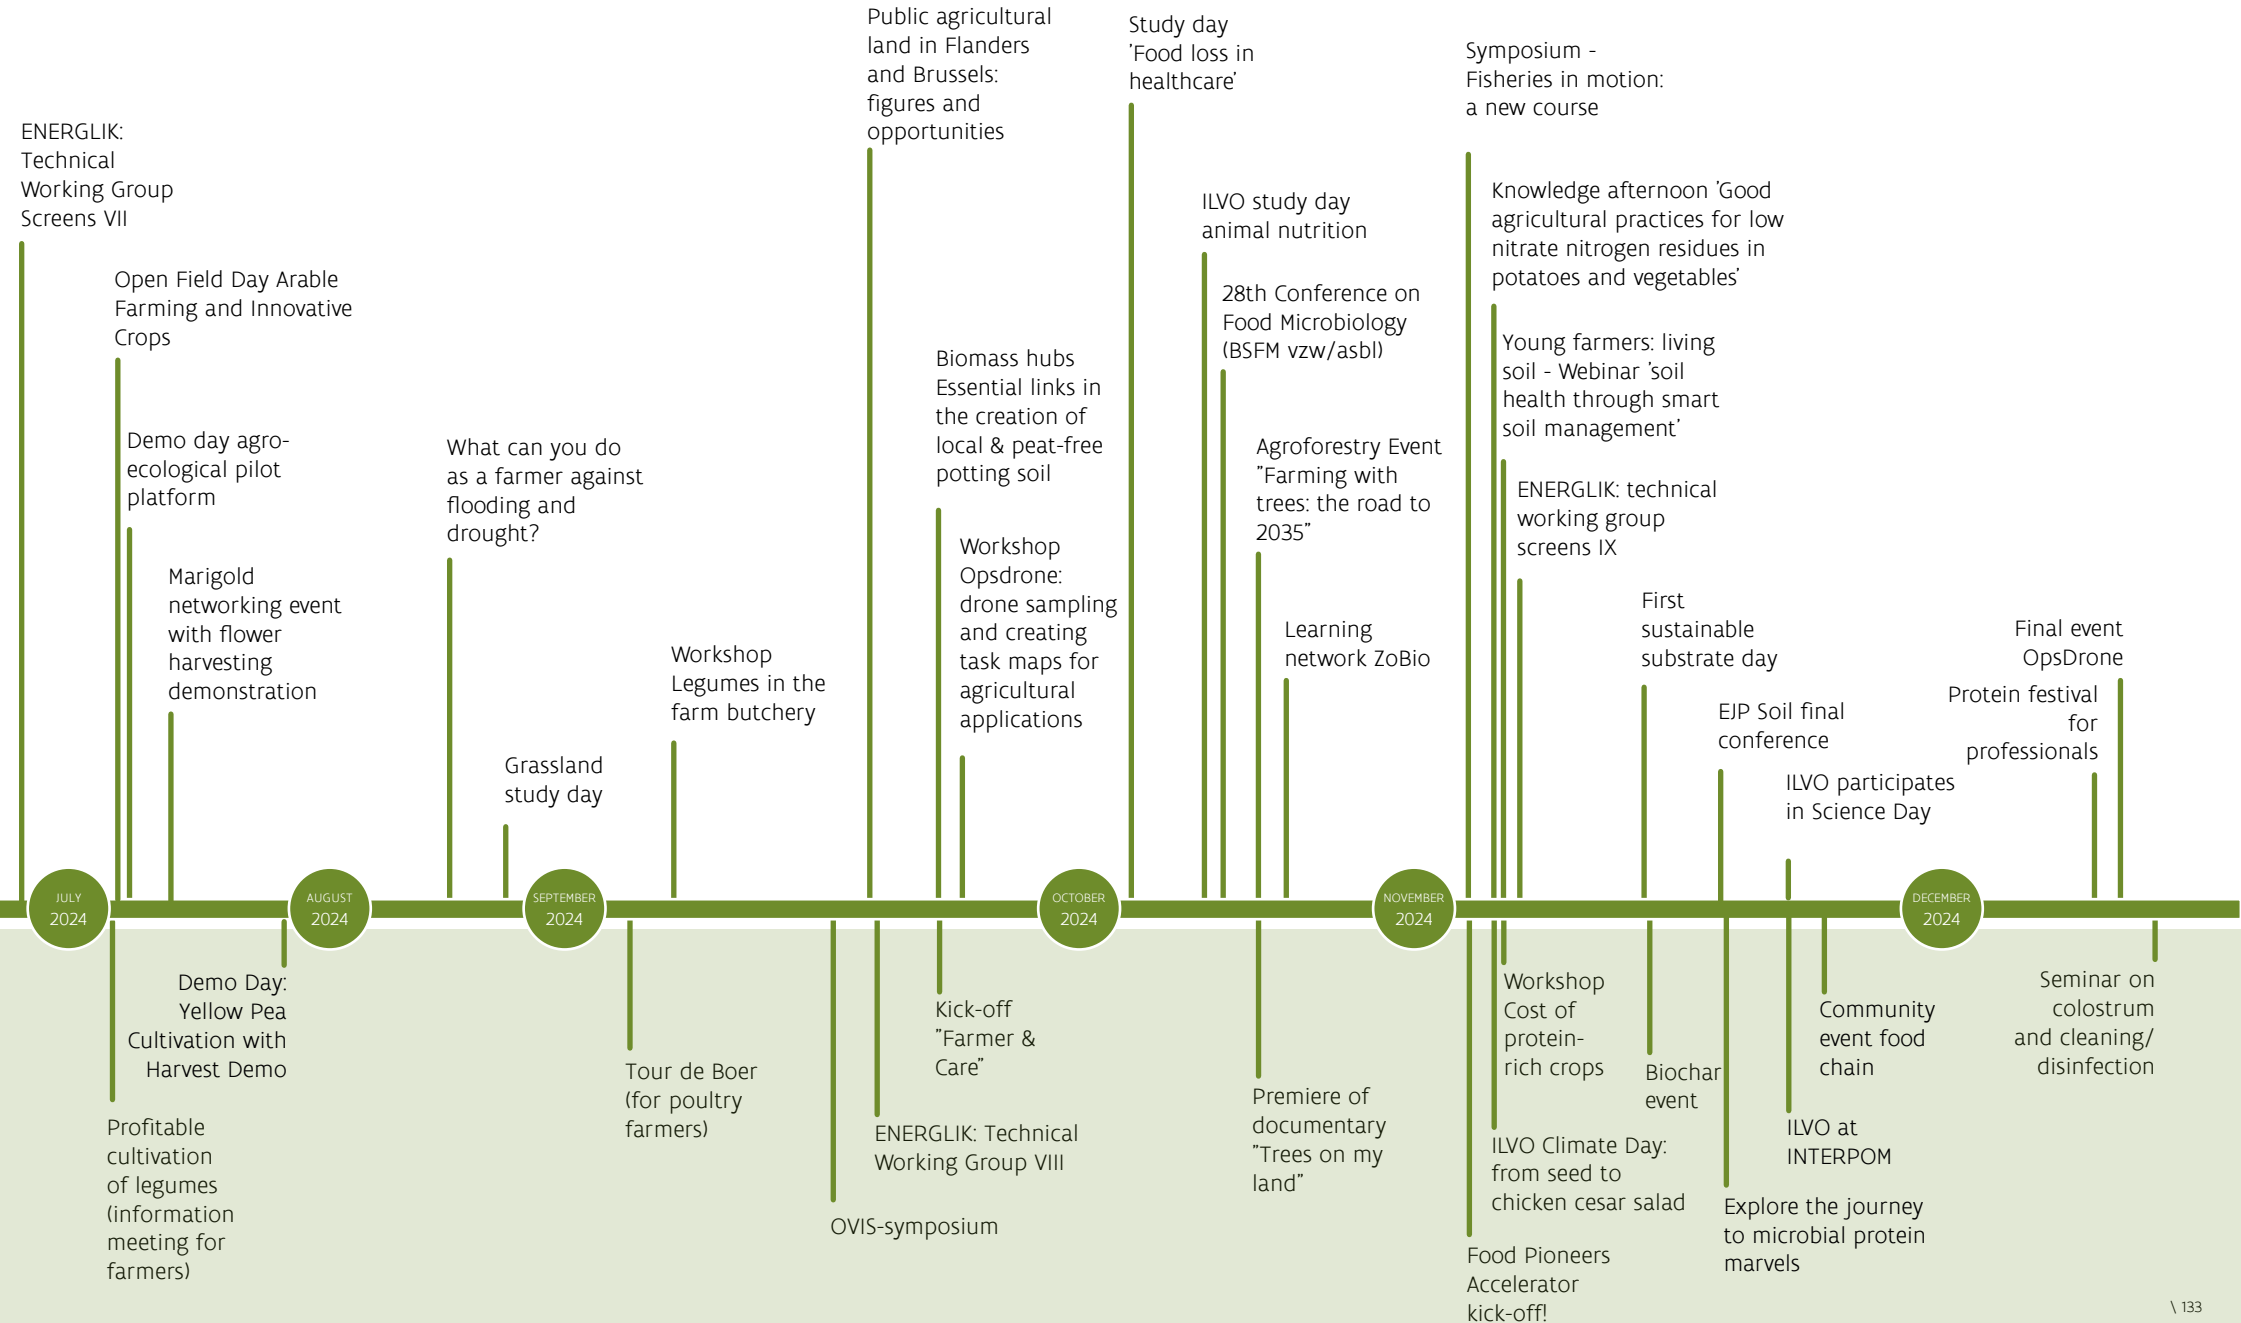 ENERGLIK:
Technical
Working Group
Screens VII
Open Field Day Arable
Farming and Innovative
Crops
Demo day agro-
ecological pilot
platform
Marigold
networking event
with flower
harvesting
demonstration
What can you do
as a farmer against
flooding and
drought?
Grassland
study day
Workshop
Legumes in the
farm butchery
Public agricultural
land in Flanders
and Brussels:
figures and
opportunities
Biomass hubs
Essential links in
the creation of
local & peat-free
potting soil
Workshop
Opsdrone:
drone sampling
and creating
task maps for
agricultural
applications
Study day
'Food loss in
healthcare'
ILVO study day
animal nutrition
28th Conference on
Food Microbiology
(BSFM vzw/asbl)
Agroforestry Event
"Farming with
trees: the road to
2035"
Learning
network ZoBio
Symposium -
Fisheries in motion:
a new course
Knowledge afternoon 'Good
agricultural practices for low
nitrate nitrogen residues in
potatoes and vegetables'
Young farmers: living
soil - Webinar 'soil
health through smart
soil management'
ENERGLIK: technical
working group
screens IX
First
sustainable
substrate day
EJP Soil final
conference
ILVO participates
in Science Day
Protein festival
for
professionals
Final event
OpsDrone
JULY
2024
AUGUST
2024
SEPTEMBER
2024
OCTOBER
2024
NOVEMBER
2024
DECEMBER
2024
Profitable
cultivation
of legumes
(information
meeting for
farmers)
Demo Day:
Yellow Pea
Cultivation with
Harvest Demo
Tour de Boer
(for poultry
farmers)
OVIS-symposium
ENERGLIK: Technical
Working Group VIII
Kick-off
"Farmer &
Care"
Premiere of
documentary
"Trees on my
land"
Food Pioneers
Accelerator
kick-off!
ILVO Climate Day:
from seed to
chicken cesar salad
Workshop
Cost of
protein-
rich crops
Biochar
event
Explore the journey
to microbial protein
marvels
ILVO at
INTERPOM
Community
event food
chain
Seminar on
colostrum
and cleaning/
disinfection
\ 133